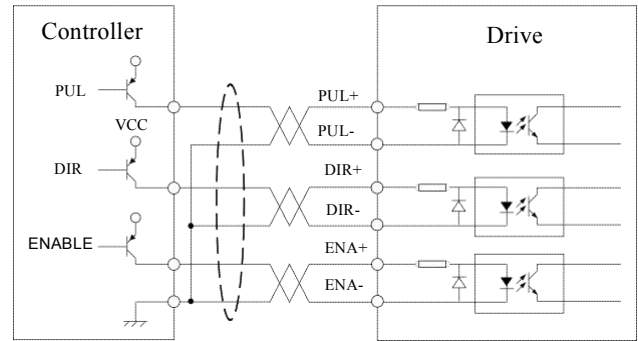 Controller
Drive
PUL
PUL+
VCC
PUL-
DIR
DIR+
DIR-
ENABLE
ENA+
ENA-